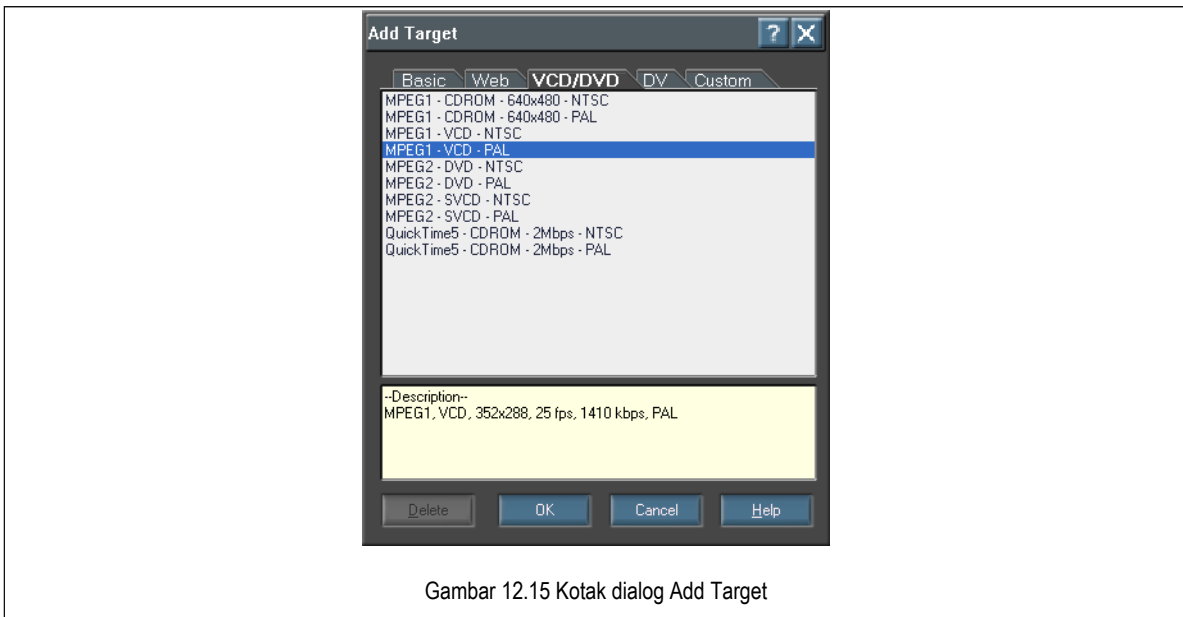 Add Target
Basic Web VCD/DVD DV Custom
MPEG1 - CDROM - 640x480 - NTSC
MPEG1 - CDROM - 640x480 - PAL
MPEG1 - VCD - NTSC
MPEG1 - VCD - PAL
MPEG2 - DVD - NTSC
MPEG2 - DVD - PAL
MPEG2 - SVCD - NTSC
MPEG2 - SVCD - PAL
QuickTime5 - CDROM - 2Mbps - NTSC
QuickTime5 - CDROM - 2Mbps - PAL
--Description--
MPEG1, VCD, 352x288, 25 fps, 1410 kbps, PAL
Delete OK Cancel Help
Gambar 12.15 Kotak dialog Add Target